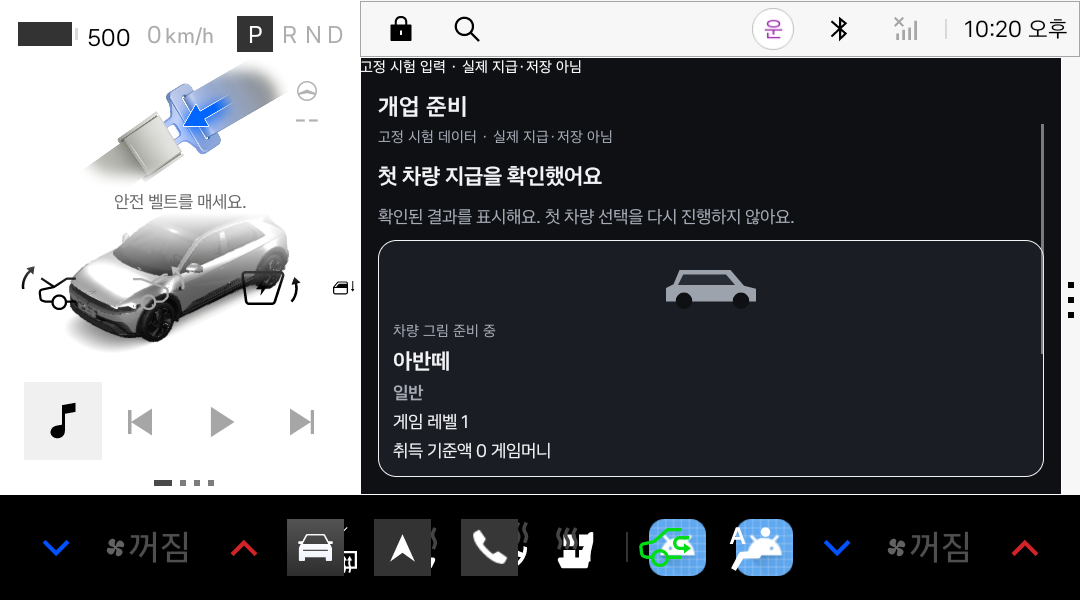 500 0 km/h P R N D
운 10:20 오후
안전 벨트를 매세요.
고정 시험 입력 · 실제 지급·저장 아님
개업 준비
고정 시험 데이터 · 실제 지급·저장 아님
첫 차량 지급을 확인했어요
확인된 결과를 표시해요. 첫 차량 선택을 다시 진행하지 않아요.
차량 그림 준비 중
아반떼
일반
게임 레벨 1
취득 기준액 0 게임머니
꺼짐 A 꺼짐